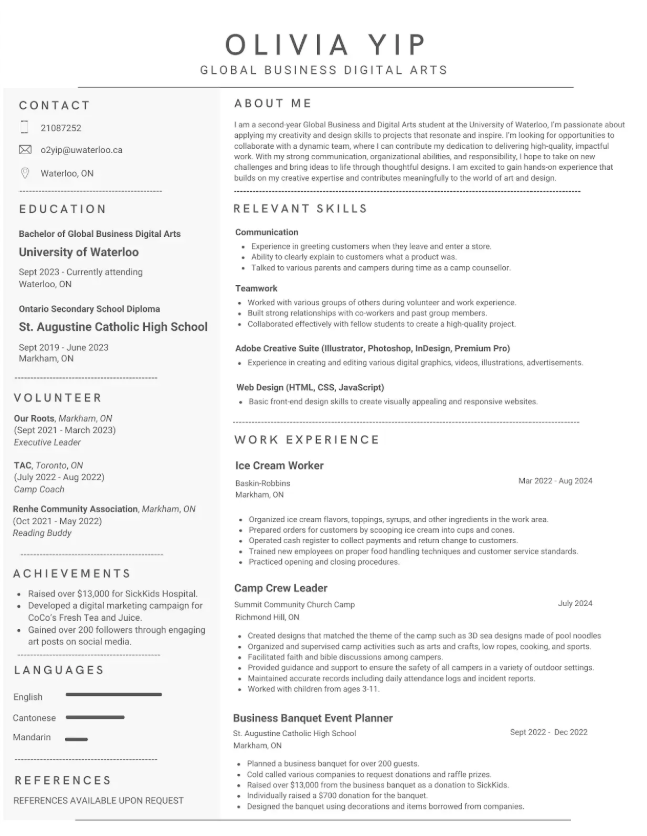 OLIVIA YIP
GLOBAL BUSINESS DIGITAL ARTS
CONTACT
21087252
o2yip@uwaterloo.ca
Waterloo, ON
EDUCATION
Bachelor of Global Business Digital Arts
University of Waterloo
Sept 2023 - Currently attending
Waterloo, ON
Ontario Secondary School Diploma
St. Augustine Catholic High School
Sept 2019 - June 2023
Markham, ON
VOLUNTEER
Our Roots, Markham, ON
(Sept 2021 - March 2023)
Executive Leader
TAC, Toronto, ON
(July 2022 - Aug 2022)
Camp Coach
Renhe Community Association, Markham, ON
(Oct 2021 - May 2022)
Reading Buddy
ACHIEVEMENTS
• Raised over $13,000 for SickKids Hospital.
• Developed a digital marketing campaign for
CoCo's Fresh Tea and Juice.
• Gained over 200 followers through engaging
art posts on social media.
LANGUAGES
English
Cantonese
Mandarin
REFERENCES
REFERENCES AVAILABLE UPON REQUEST
ABOUT ME
I am a second-year Global Business and Digital Arts student at the University of Waterloo, I'm passionate about
applying my creativity and design skills to projects that resonate and inspire. I'm looking for opportunities to
collaborate with a dynamic team, where I can contribute my dedication to delivering high-quality, impactful
work. With my strong communication, organizational abilities, and responsibility, I hope to take on new
challenges and bring ideas to life through thoughtful designs. I am excited to gain hands-on experience that
builds on my creative expertise and contributes meaningfully to the world of art and design.
RELEVANT SKILLS
Communication
• Experience in greeting customers when they leave and enter a store.
• Ability to clearly explain to customers what a product was.
• Talked to various parents and campers during time as a camp counsellor.
Teamwork
• Worked with various groups of others during volunteer and work experience.
• Built strong relationships with co-workers and past group members.
• Collaborated effectively with fellow students to create a high-quality project.
Adobe Creative Suite (Illustrator, Photoshop, InDesign, Premium Pro)
• Experience in creating and editing various digital graphics, videos, illustrations, advertisements.
Web Design (HTML, CSS, JavaScript)
• Basic front-end design skills to create visually appealing and responsive websites.
WORK EXPERIENCE
Ice Cream Worker
Baskin-Robbins
Mar 2022 - Aug 2024
Markham, ON
• Organized ice cream flavors, toppings, syrups, and other ingredients in the work area.
• Prepared orders for customers by scooping ice cream into cups and cones.
• Operated cash register to collect payments and return change to customers.
• Trained new employees on proper food handling techniques and customer service standards.
• Practiced opening and closing procedures.
Camp Crew Leader
Summit Community Church Camp
July 2024
Richmond Hill, ON
• Created designs that matched the theme of the camp such as 3D sea designs made of pool noodles
• Organized and supervised camp activities such as arts and crafts, low ropes, cooking, and sports.
• Facilitated faith and bible discussions among campers.
• Provided guidance and support to ensure the safety of all campers in a variety of outdoor settings.
• Maintained accurate records including daily attendance logs and incident reports.
• Worked with children from ages 3-11.
Business Banquet Event Planner
St. Augustine Catholic High School
Sept 2022 - Dec 2022
Markham, ON
• Planned a business banquet for over 200 guests.
• Cold called various companies to request donations and raffle prizes.
• Raised over $13,000 from the business banquet as a donation to SickKids.
• Individually raised a $700 donation for the banquet.
• Designed the banquet using decorations and items borrowed from companies.